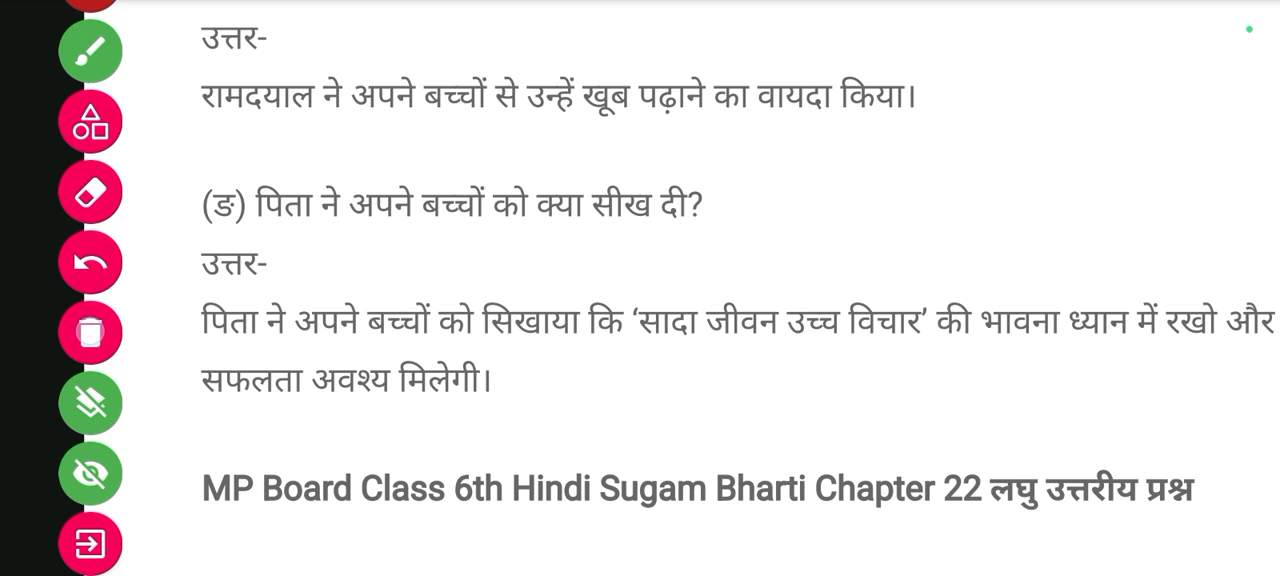 उत्तर-
रामदयाल ने अपने बच्चों से उन्हें खूब पढ़ाने का वायदा किया।
(ङ) पिता ने अपने बच्चों को क्या सीख दी?
उत्तर-
पिता ने अपने बच्चों को सिखाया कि ‘सादा जीवन उच्च विचार’ की भावना ध्यान में रखो और
सफलता अवश्य मिलेगी।
MP Board Class 6th Hindi Sugam Bharti Chapter 22 लघु उत्तरीय प्रश्न